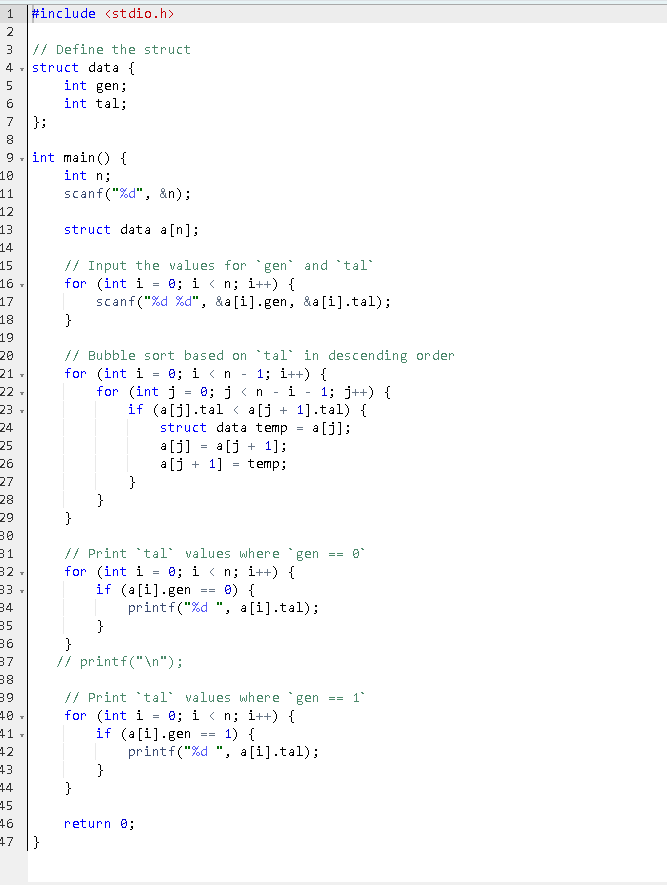 1 #include <stdio.h>
2
3 // Define the struct
4 struct data {
5     int gen;
6     int tal;
7 };
8
9 int main() {
10     int n;
11     scanf("%d", &n);
12
13     struct data a[n];
14
15     // Input the values for `gen` and `tal`
16     for (int i = 0; i < n; i++) {
17         scanf("%d %d", &a[i].gen, &a[i].tal);
18     }
19
20     // Bubble sort based on `tal` in descending order
21     for (int i = 0; i < n - 1; i++) {
22         for (int j = 0; j < n - i - 1; j++) {
23             if (a[j].tal < a[j + 1].tal) {
24                 struct data temp = a[j];
25                 a[j] = a[j + 1];
26                 a[j + 1] = temp;
27             }
28         }
29     }
30
31     // Print `tal` values where `gen == 0`
32     for (int i = 0; i < n; i++) {
33         if (a[i].gen == 0) {
34             printf("%d ", a[i].tal);
35         }
36     }
37    // printf("\n");
38
39     // Print `tal` values where `gen == 1`
40     for (int i = 0; i < n; i++) {
41         if (a[i].gen == 1) {
42             printf("%d ", a[i].tal);
43         }
44     }
45
46     return 0;
47 }